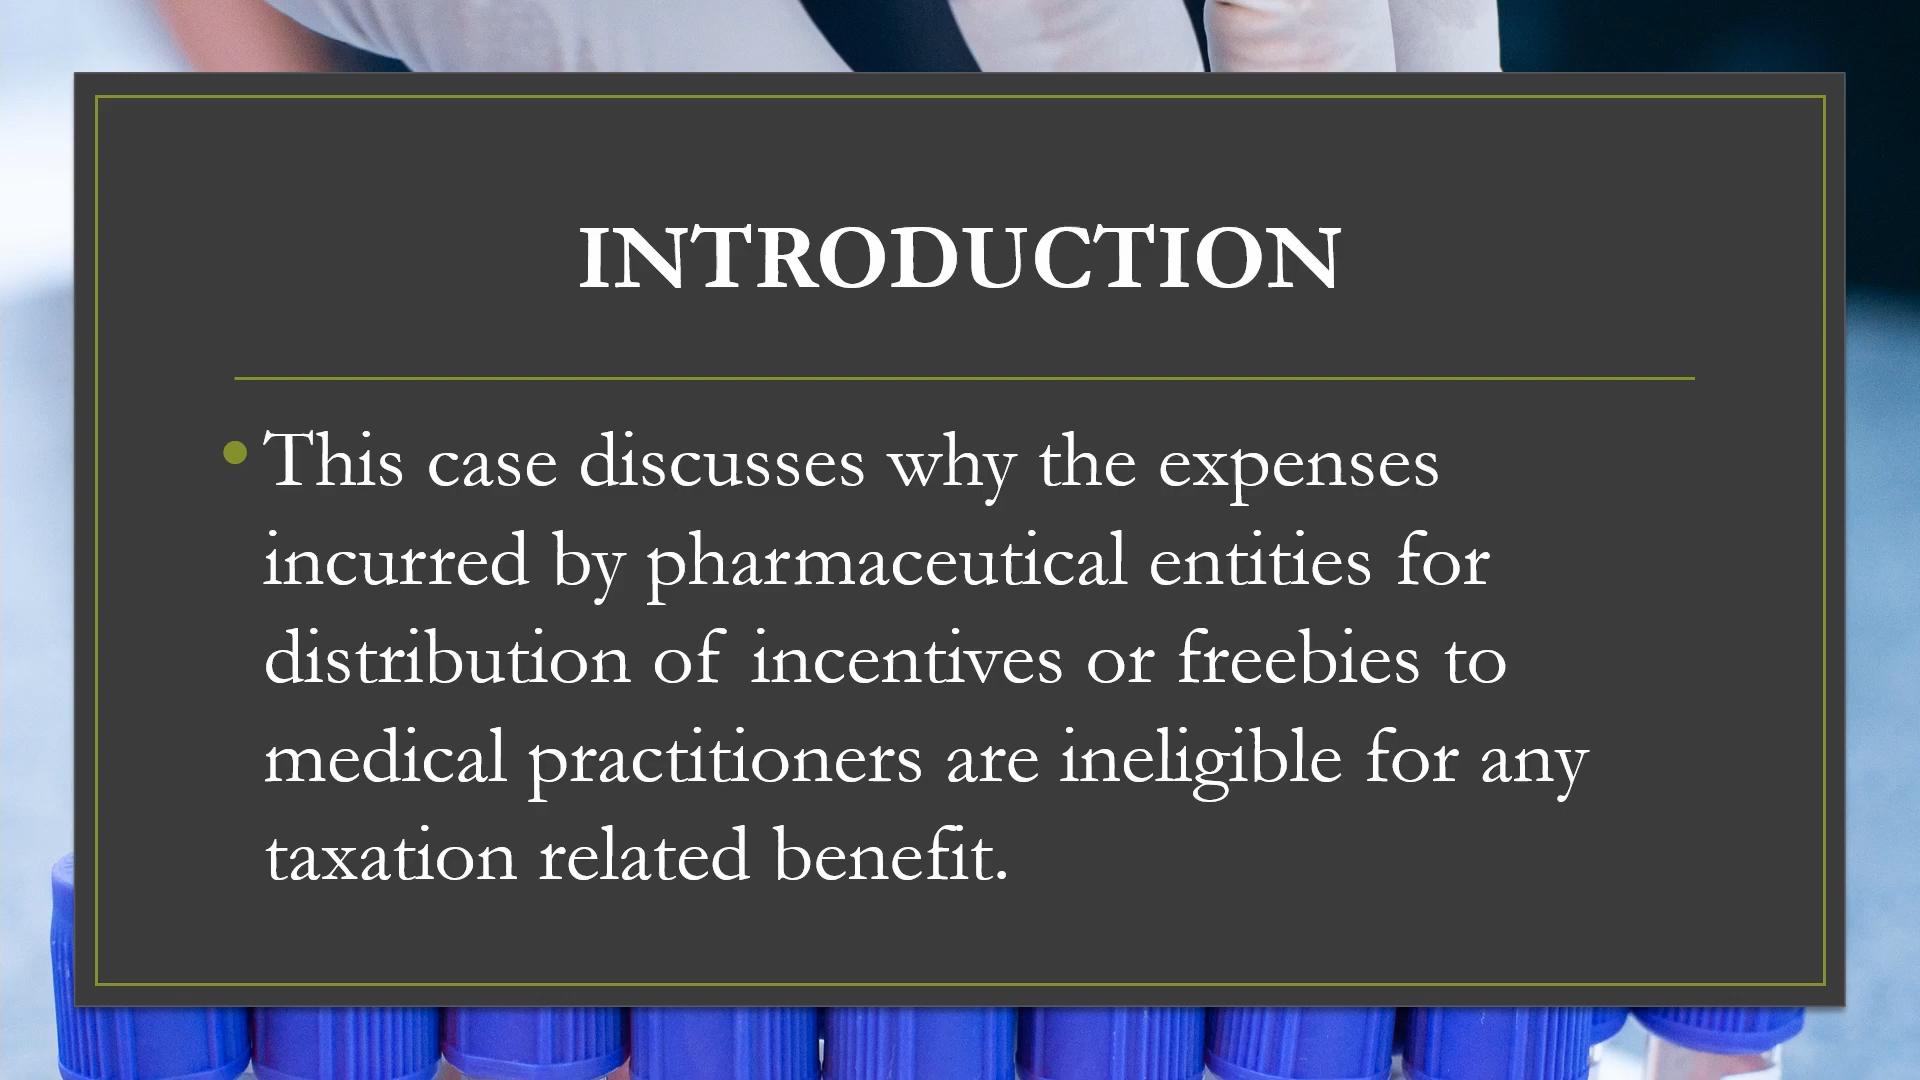 INTRODUCTION
• This case discusses why the expenses
incurred by pharmaceutical entities for
distribution of incentives or freebies to
medical practitioners are ineligible for any
taxation related benefit.